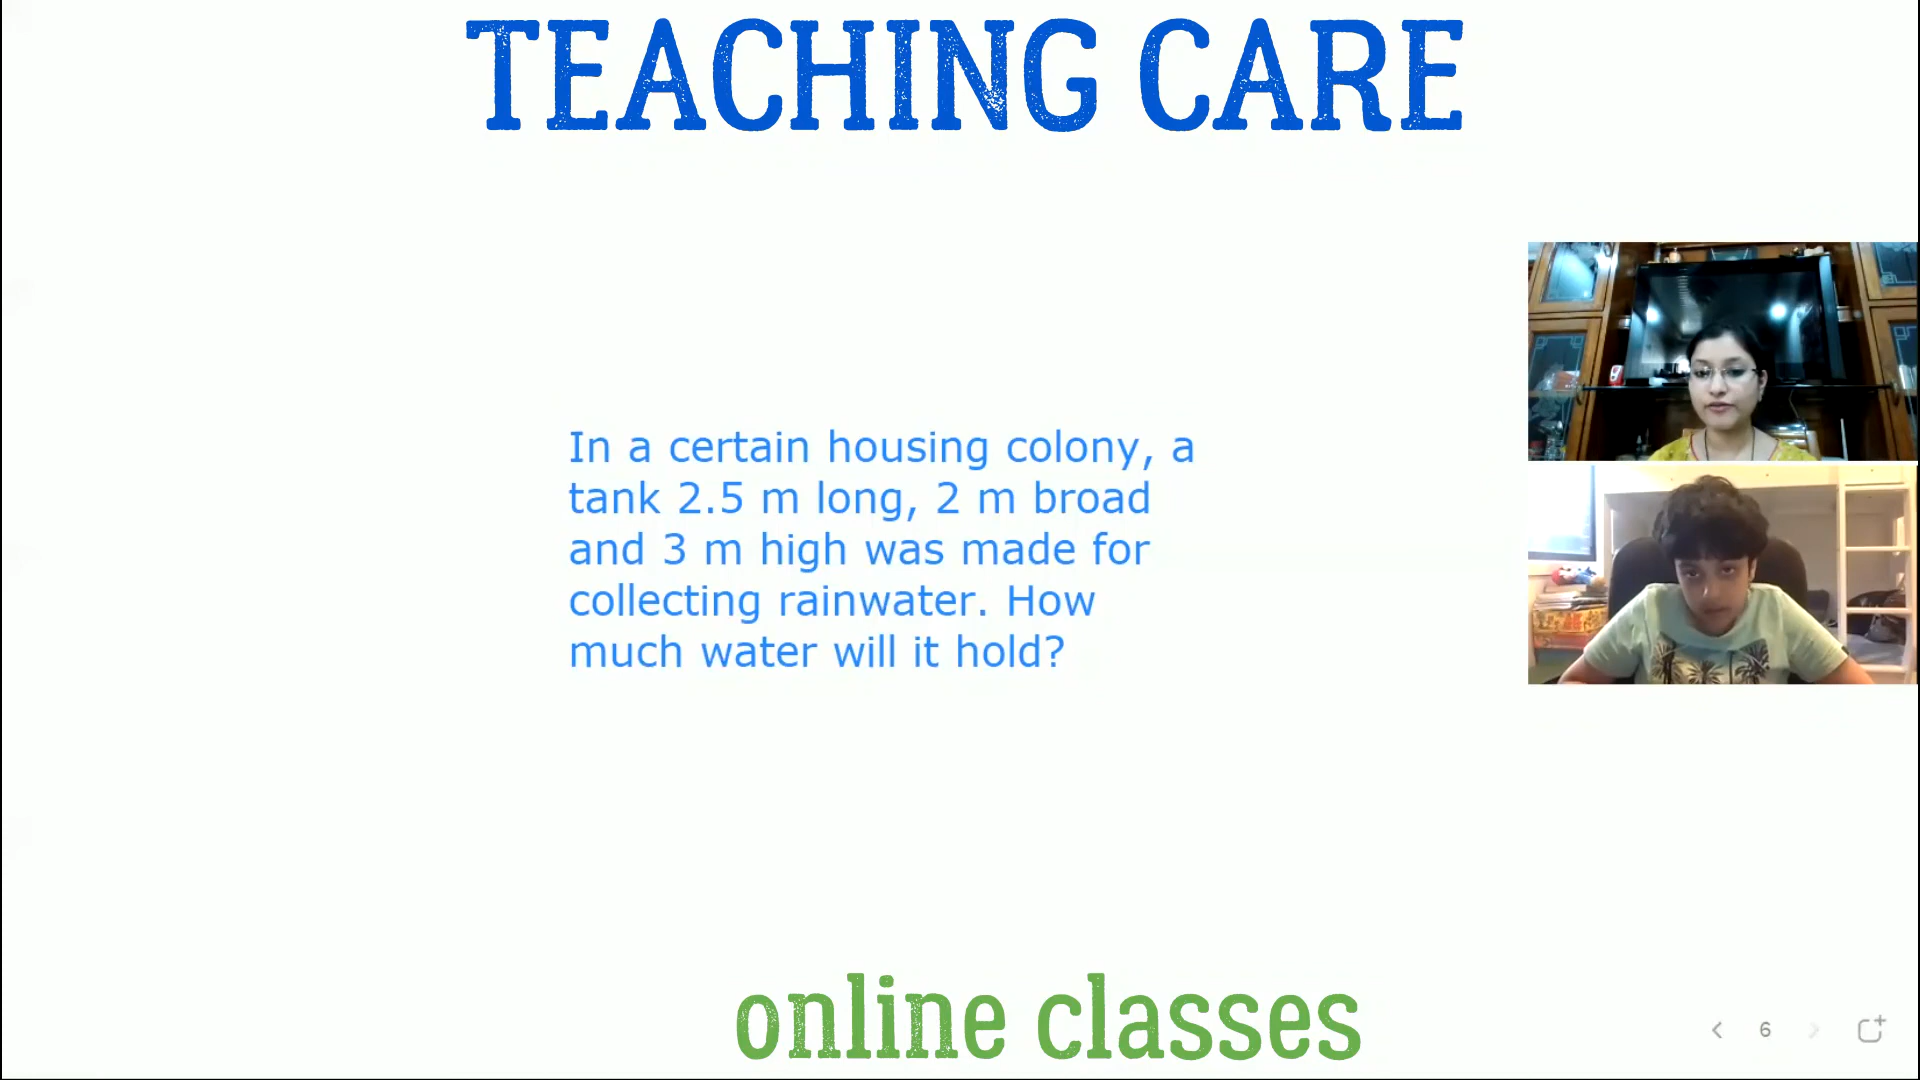 TEACHING CARE
In a certain housing colony, a
tank 2.5 m long, 2 m broad
and 3 m high was made for
collecting rainwater. How
much water will it hold?
online classes
6